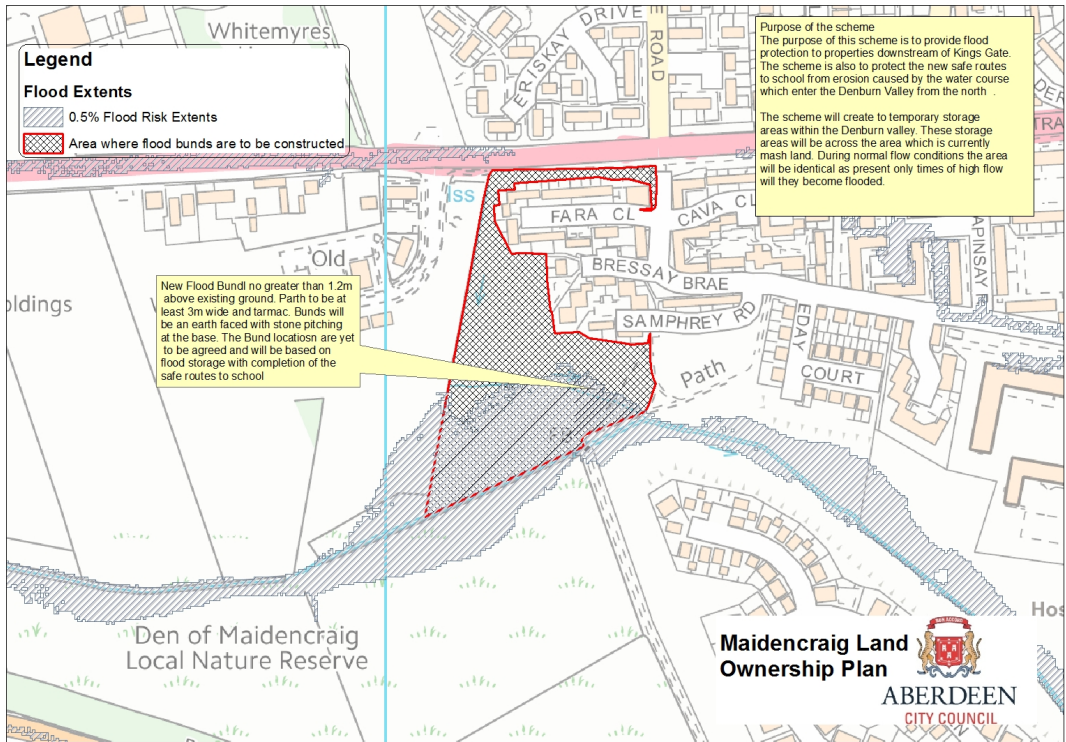 Whitemyres
DRIVE
ERISKAY
ROAD
Legend
Flood Extents
0.5% Flood Risk Extents
Area where flood bunds are to be constructed
Purpose of the scheme
The purpose of this scheme is to provide flood
protection to properties downstream of Kings Gate.
The scheme is also to protect the new safe routes
to school from erosion caused by the water course
which enter the Denburn Valley from the north .
The scheme will create to temporary storage
areas within the Denburn valley. These storage
areas will be across the area which is currently
mash land. During normal flow conditions the area
will be identical as present only times of high flow
will they become flooded.
DER
TRA
ISS
FARA CL
CAVA CL
APINSAY R
Old
BRESSAY BRAE
oldings
New Flood Bundl no greater than 1.2m
above existing ground. Parth to be at
least 3m wide and tarmac. Bunds will
be an earth faced with stone pitching
at the base. The Bund locatiosn are yet
to be agreed and will be based on
flood storage with completion of the
safe routes to school
SAMPHREY RD
EDAY
COURT
Path
FB
Hos
Den of Maidencraig
Local Nature Reserve
Maidencraig Land
Ownership Plan
BON ACCORD
ABERDEEN
CITY COUNCIL